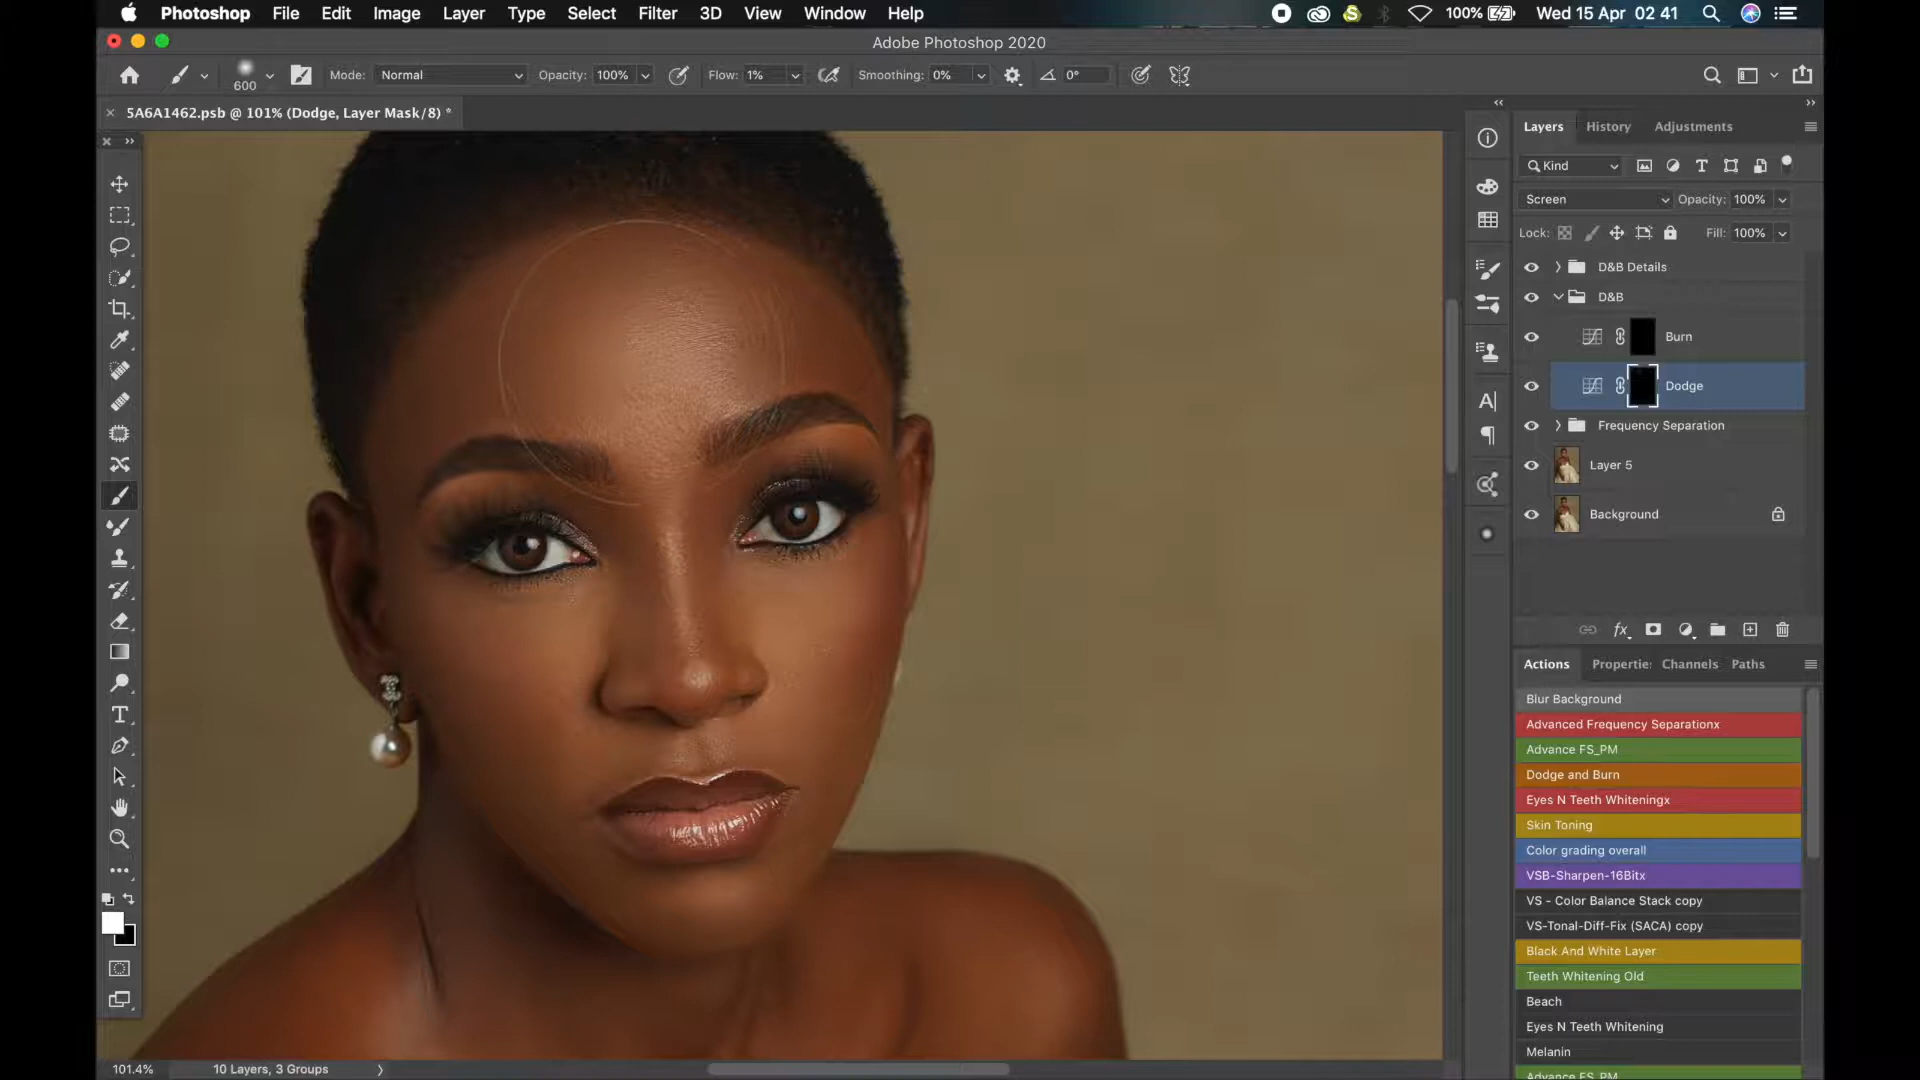 Photoshop File Edit Image Layer Type Select Filter 3D View Window Help 100% Wed 15 Apr 02 41
Adobe Photoshop 2020
600 Mode: Normal Opacity: 100% Flow: 1% Smoothing: 0% 0°
5A6A1462.psb @ 101% (Dodge, Layer Mask/8) *
Layers History Adjustments
Kind
Screen Opacity: 100%
Lock: Fill: 100%
D&B Details
D&B
Burn
Dodge
Frequency Separation
Layer 5
Background
Actions Propertie: Channels Paths
Blur Background
Advanced Frequency Separationx
Advance FS_PM
Dodge and Burn
Eyes N Teeth Whiteningx
Skin Toning
Color grading overall
VSB-Sharpen-16Bitx
VS - Color Balance Stack copy
VS-Tonal-Diff-Fix (SACA) copy
Black And White Layer
Teeth Whitening Old
Beach
Eyes N Teeth Whitening
Melanin
Advance FS_PM
101.4% 10 Layers, 3 Groups